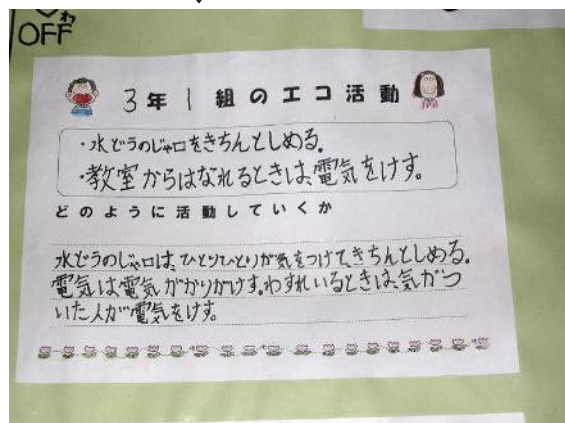 わ
OFF
3年1組のエコ活動
・水どうのじゃ口をきちんとしめる。
・教室からはなれるときは、電気をけす。
どのように活動していくか
水どうのじゃ口は、ひとりひとりが気をつけて、きちんとしめる。
電気は電気がかりがけす。わすれいるときは、気がつ
いた人が電気をけす。